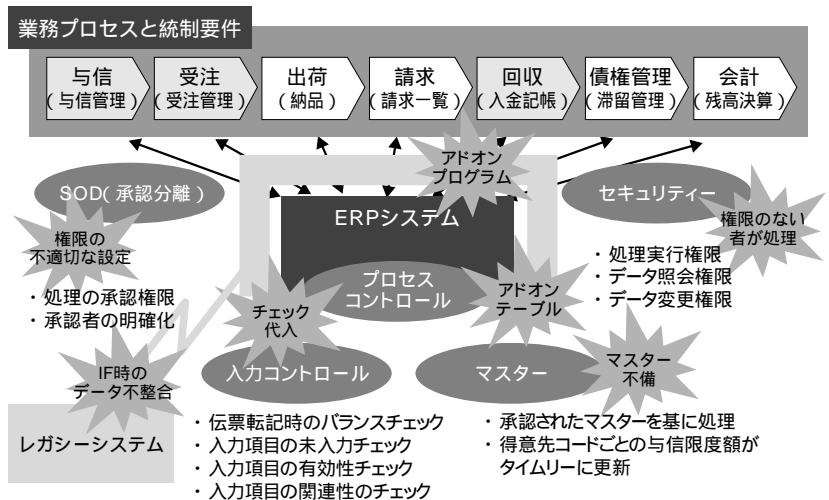 業務プロセスと統制要件
与信
(与信管理)
受注
(受注管理)
出荷
(納品)
請求
(請求一覧)
回収
(入金記帳)
債権管理
(滞留管理)
会計
(残高決算)
アドオン
プログラム
SOD(承認分離)
セキュリティー
権限の
不適切な設定
ERPシステム
権限のない
者が処理
・処理の承認権限
・承認者の明確化
プロセス
コントロール
・処理実行権限
・データ照会権限
・データ変更権限
チェック
代入
アドオン
テーブル
IF時の
データ不整合
入力コントロール
マスター
マスター
不備
レガシーシステム
・伝票転記時のバランスチェック
・入力項目の未入力チェック
・入力項目の有効性チェック
・入力項目の関連性のチェック
・承認されたマスターを基に処理
・得意先コードごとの与信限度額が
タイムリーに更新